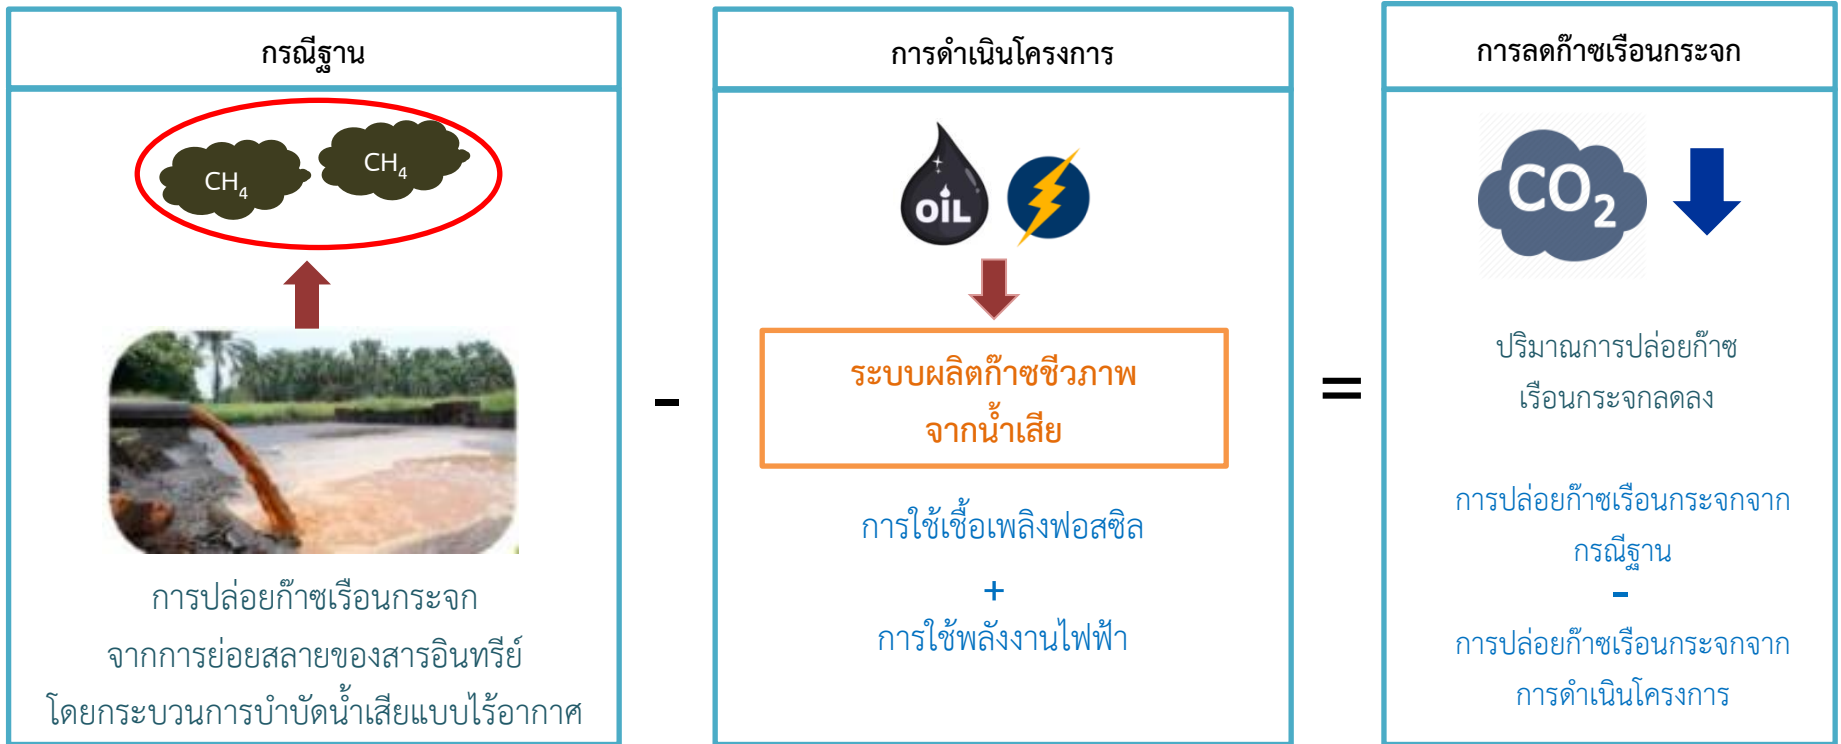 กรณีฐาน
CH4
CH4
การปล่อยก๊าซเรือนกระจก
จากการย่อยสลายของสารอินทรีย์
โดยกระบวนการบำบัดน้ำเสียแบบไร้อากาศ
-
การดำเนินโครงการ
OiL
ระบบผลิตก๊าซชีวภาพ
จากน้ำเสีย
การใช้เชื้อเพลิงฟอสซิล
+
การใช้พลังงานไฟฟ้า
=
การลดก๊าซเรือนกระจก
CO2
ปริมาณการปล่อยก๊าซ
เรือนกระจกลดลง
การปล่อยก๊าซเรือนกระจกจาก
กรณีฐาน
-
การปล่อยก๊าซเรือนกระจกจาก
การดำเนินโครงการ